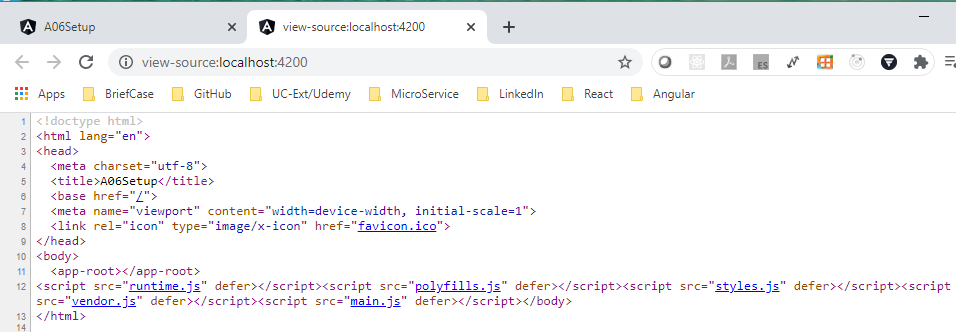 A06Setup
view-source:localhost:4200
view-source:localhost:4200
ES
Apps BriefCase GitHub UC-Ext/Udemy MicroService LinkedIn React Angular
1 <!doctype html>
2 <html lang="en">
3 <head>
4 <meta charset="utf-8">
5 <title>A06Setup</title>
6 <base href="/">
7 <meta name="viewport" content="width=device-width, initial-scale=1">
8 <link rel="icon" type="image/x-icon" href="favicon.ico">
9 </head>
10 <body>
11 <app-root></app-root>
12 <script src="runtime.js" defer></script><script src="polyfills.js" defer></script><script src="styles.js" defer></script><script
src="vendor.js" defer></script><script src="main.js" defer></script></body>
13 </html>
14